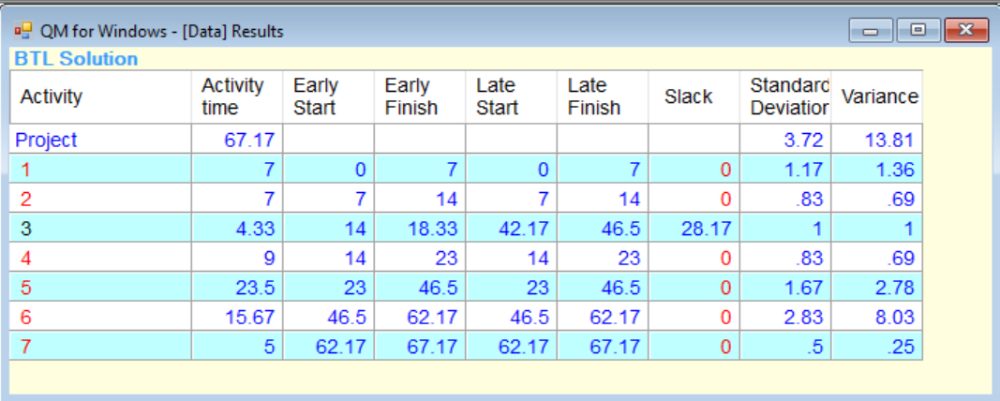 QM for Windows - [Data] Results
BTL Solution
Activity Activity time Early Start Early Finish Late Start Late Finish Slack Standard Deviation Variance
Project 67.17 3.72 13.81
1 7 0 7 0 7 0 1.17 1.36
2 7 7 14 7 14 0 .83 .69
3 4.33 14 18.33 42.17 46.5 28.17 1 1
4 9 14 23 14 23 0 .83 .69
5 23.5 23 46.5 23 46.5 0 1.67 2.78
6 15.67 46.5 62.17 46.5 62.17 0 2.83 8.03
7 5 62.17 67.17 62.17 67.17 0 .5 .25